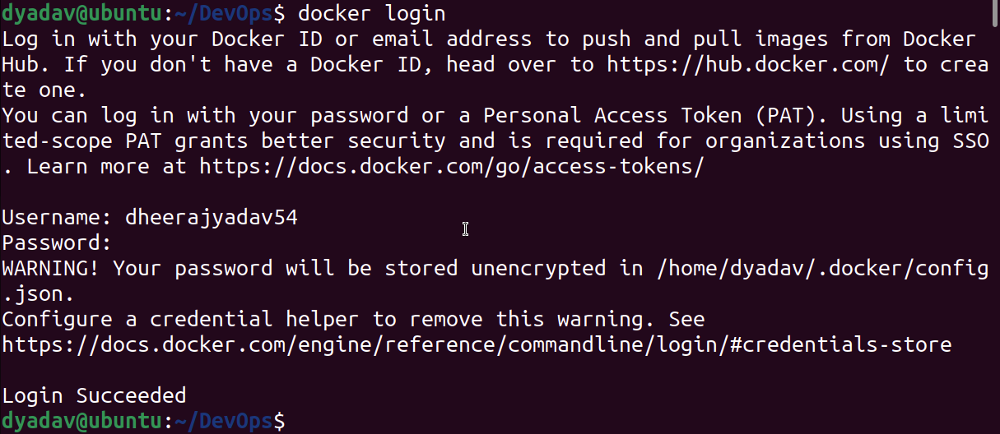 dyadav@ubuntu:~/DevOps$ docker login
Log in with your Docker ID or email address to push and pull images from Docker
Hub. If you don't have a Docker ID, head over to https://hub.docker.com/ to crea
te one.
You can log in with your password or a Personal Access Token (PAT). Using a limi
ted-scope PAT grants better security and is required for organizations using SSO
. Learn more at https://docs.docker.com/go/access-tokens/

Username: dheerajyadav54
Password:
WARNING! Your password will be stored unencrypted in /home/dyadav/.docker/config
.json.
Configure a credential helper to remove this warning. See
https://docs.docker.com/engine/reference/commandline/login/#credentials-store

Login Succeeded
dyadav@ubuntu:~/DevOps$